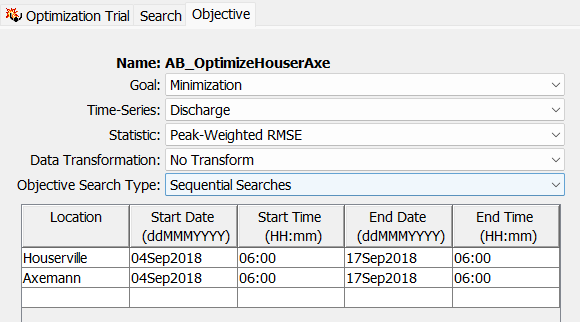 Optimization Trial Search Objective
Name: AB_OptimizeHouserAxe
Goal: Minimization
Time-Series: Discharge
Statistic: Peak-Weighted RMSE
Data Transformation: No Transform
Objective Search Type: Sequential Searches
Location Start Date Start Time End Date End Time
(ddMMMYYYY) (HH:mm) (ddMMMYYYY) (HH:mm)
Houserville 04Sep2018 06:00 17Sep2018 06:00
Axemann 04Sep2018 06:00 17Sep2018 06:00